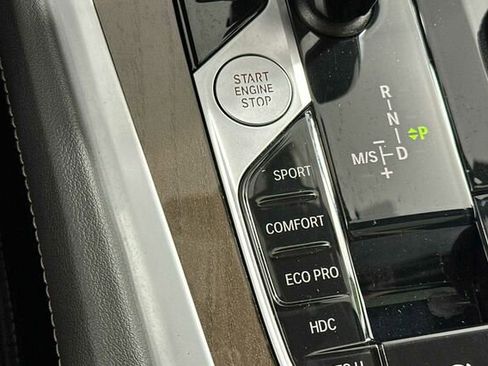 START
ENGINE
STOP
R
N
P
M/S
D
+
SPORT
COMFORT
ECO PRO
HDC